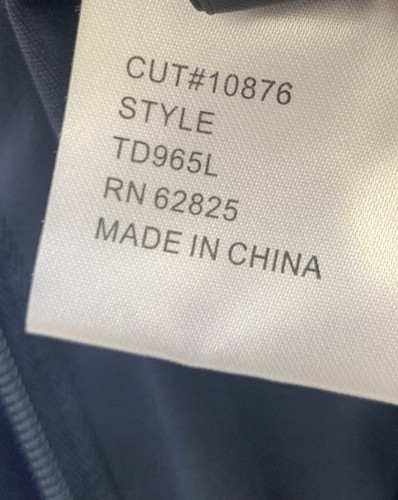 CUT#10876
STYLE
TD965L
RN 62825
MADE IN CHINA